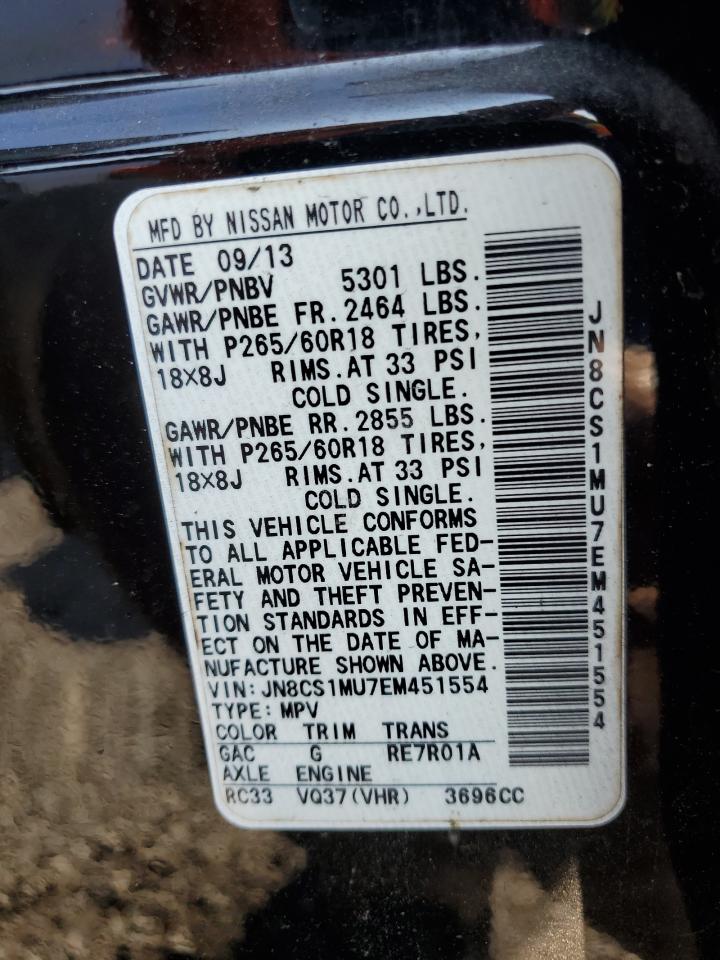 MFD BY NISSAN MOTOR CO.,LTD.
DATE 09/13
GVWR/PNBV 5301 LBS.
GAWR/PNBE FR.2464 LBS.
WITH P265/60R18 TIRES,
18X8J RIMS.AT 33 PSI
COLD SINGLE.
GAWR/PNBE RR.2855 LBS.
WITH P265/60R18 TIRES,
18X8J RIMS.AT 33 PSI
COLD SINGLE.
THIS VEHICLE CONFORMS
TO ALL APPLICABLE FED-
ERAL MOTOR VEHICLE SA-
FETY AND THEFT PREVEN-
TION STANDARDS IN EFF-
ECT ON THE DATE OF MA-
NUFACTURE SHOWN ABOVE.
VIN:JN8CS1MU7EM451554
TYPE:MPV
COLOR TRIM TRANS
GAC G RE7R01A
AXLE ENGINE
RC33 VQ37(VHR) 3696CC
JN8CS1MU7EM451554